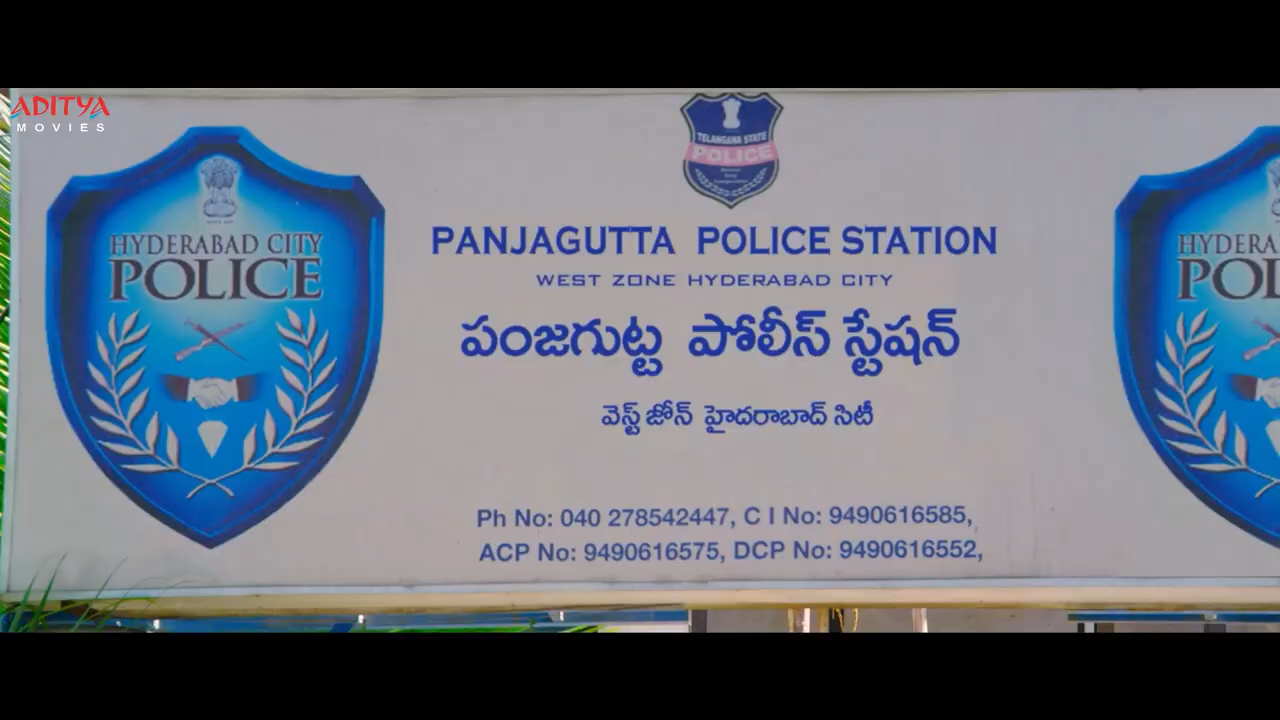 ADITYA
MOVIES
TELANGANA STATE
POLICE
HYDERABAD CITY
POLICE
PANJAGUTTA POLICE STATION
WEST ZONE HYDERABAD CITY
పంజగుట్ట పోలీస్ స్టేషన్
వెస్ట్ జోన్ హైదరాబాద్ సిటీ
Ph No: 040 278542447, C I No: 9490616585,
ACP No: 9490616575, DCP No: 9490616552,
HYDERA
POL